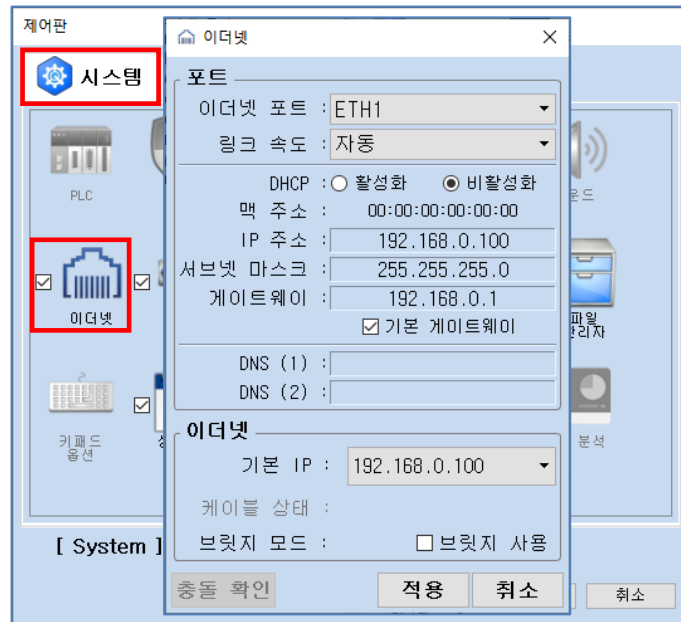 제어판
시스템
PLC
이더넷
키패드
옵션
[ System ]
이더넷
포트
이더넷 포트 : ETH1
링크 속도 : 자동
DHCP : 활성화 비활성화
맥 주소 : 00:00:00:00:00:00
IP 주소 : 192.168.0.100
서브넷 마스크 : 255.255.255.0
게이트웨이 : 192.168.0.1
기본 게이트웨이
DNS (1) :
DNS (2) :
이더넷
기본 IP : 192.168.0.100
케이블 상태 :
브릿지 모드 : 브릿지 사용
충돌 확인 적용 취소
파일
분석
취소